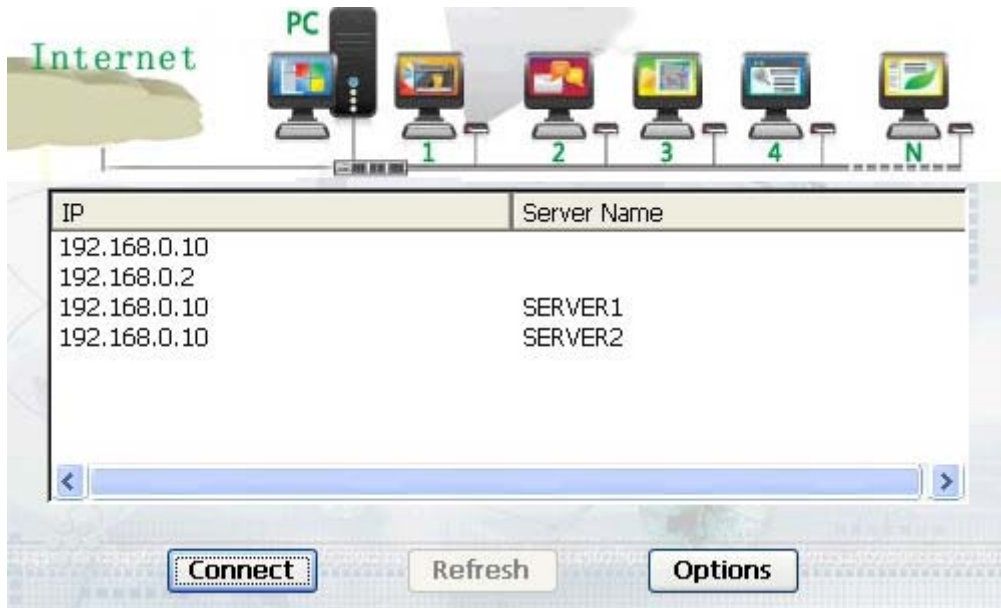 PC
Internet
1 2 3 4 N
IP Server Name
192.168.0.10
192.168.0.2
192.168.0.10 SERVER1
192.168.0.10 SERVER2
Connect Refresh Options